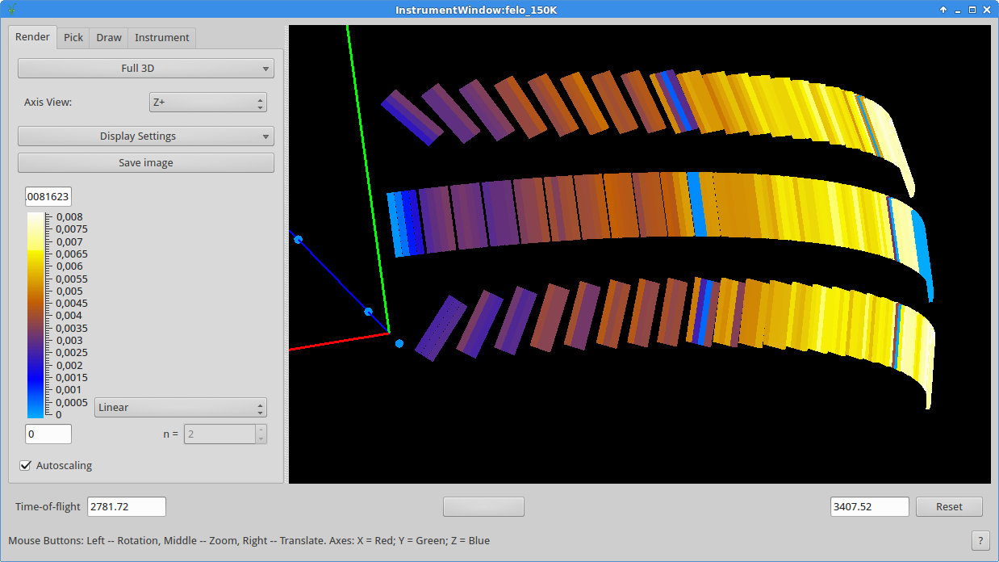 InstrumentWindow:felo_150K
Render Pick Draw Instrument
Full 3D
Axis View: Z+
Display Settings
Save image
.0081623
0,008
0,0075
0,007
0,0065
0,006
0,0055
0,005
0,0045
0,004
0,0035
0,003
0,0025
0,002
0,0015
0,001
0,0005
0
Linear
0
n = 2
Autoscaling
Time-of-flight 2781.72 3407.52 Reset
Mouse Buttons: Left -- Rotation, Middle -- Zoom, Right -- Translate. Axes: X = Red; Y = Green; Z = Blue ?